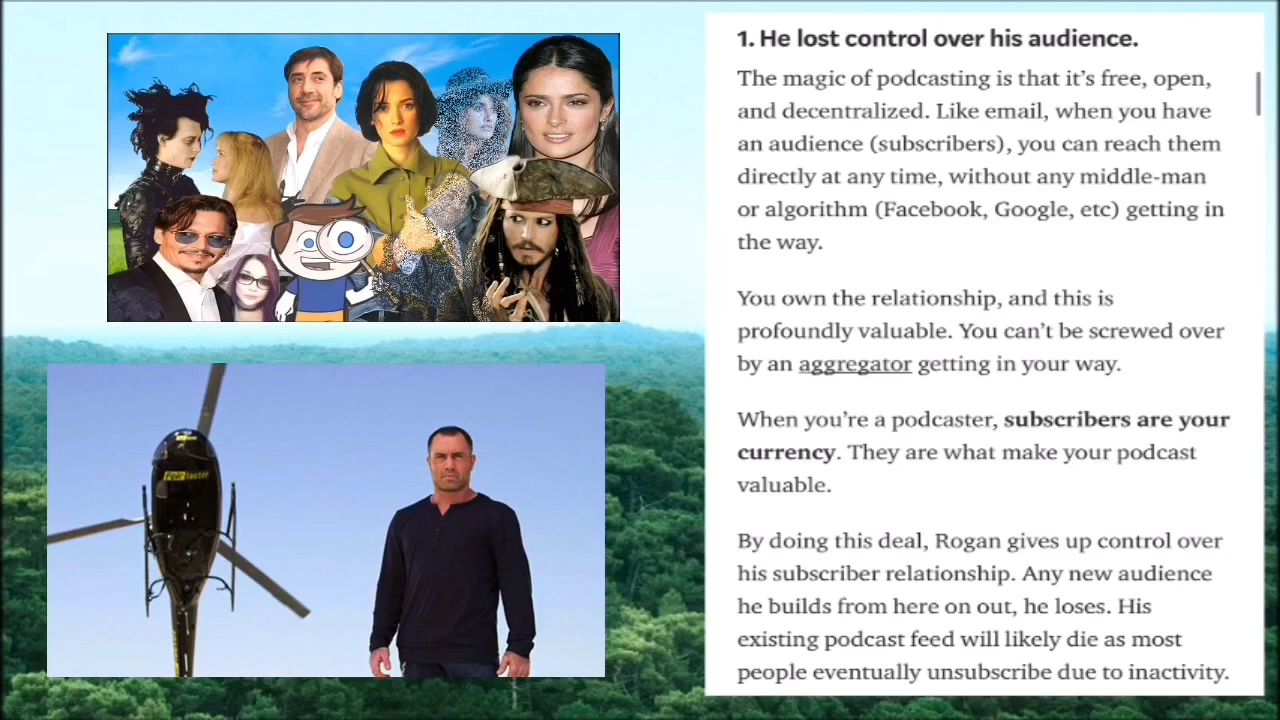 1. He lost control over his audience.
The magic of podcasting is that it’s free, open,
and decentralized. Like email, when you have
an audience (subscribers), you can reach them
directly at any time, without any middle-man
or algorithm (Facebook, Google, etc) getting in
the way.
You own the relationship, and this is
profoundly valuable. You can’t be screwed over
by an aggregator getting in your way.
When you’re a podcaster, subscribers are your
currency. They are what make your podcast
valuable.
By doing this deal, Rogan gives up control over
his subscriber relationship. Any new audience
he builds from here on out, he loses. His
existing podcast feed will likely die as most
people eventually unsubscribe due to inactivity.
Fear factor